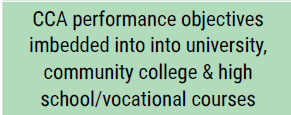 CCA performance objectives
imbedded into into university,
community college & high
school/vocational courses